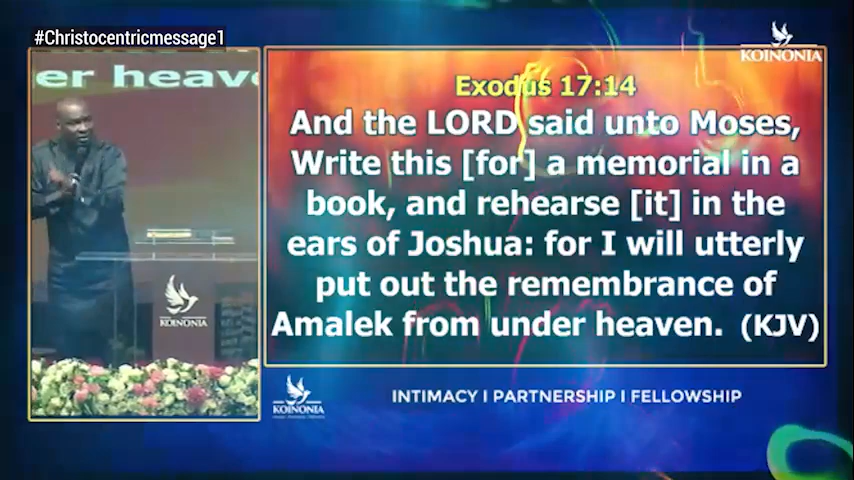 #Christocentricmessage1
er heave
KOINONIA
Exodus 17:14
And the LORD said unto Moses,
Write this [for] a memorial in a
book, and rehearse [it] in the
ears of Joshua: for I will utterly
put out the remembrance of
Amalek from under heaven. (KJV)
KOINONIA
KOINONIA
INTIMACY I PARTNERSHIP I FELLOWSHIP